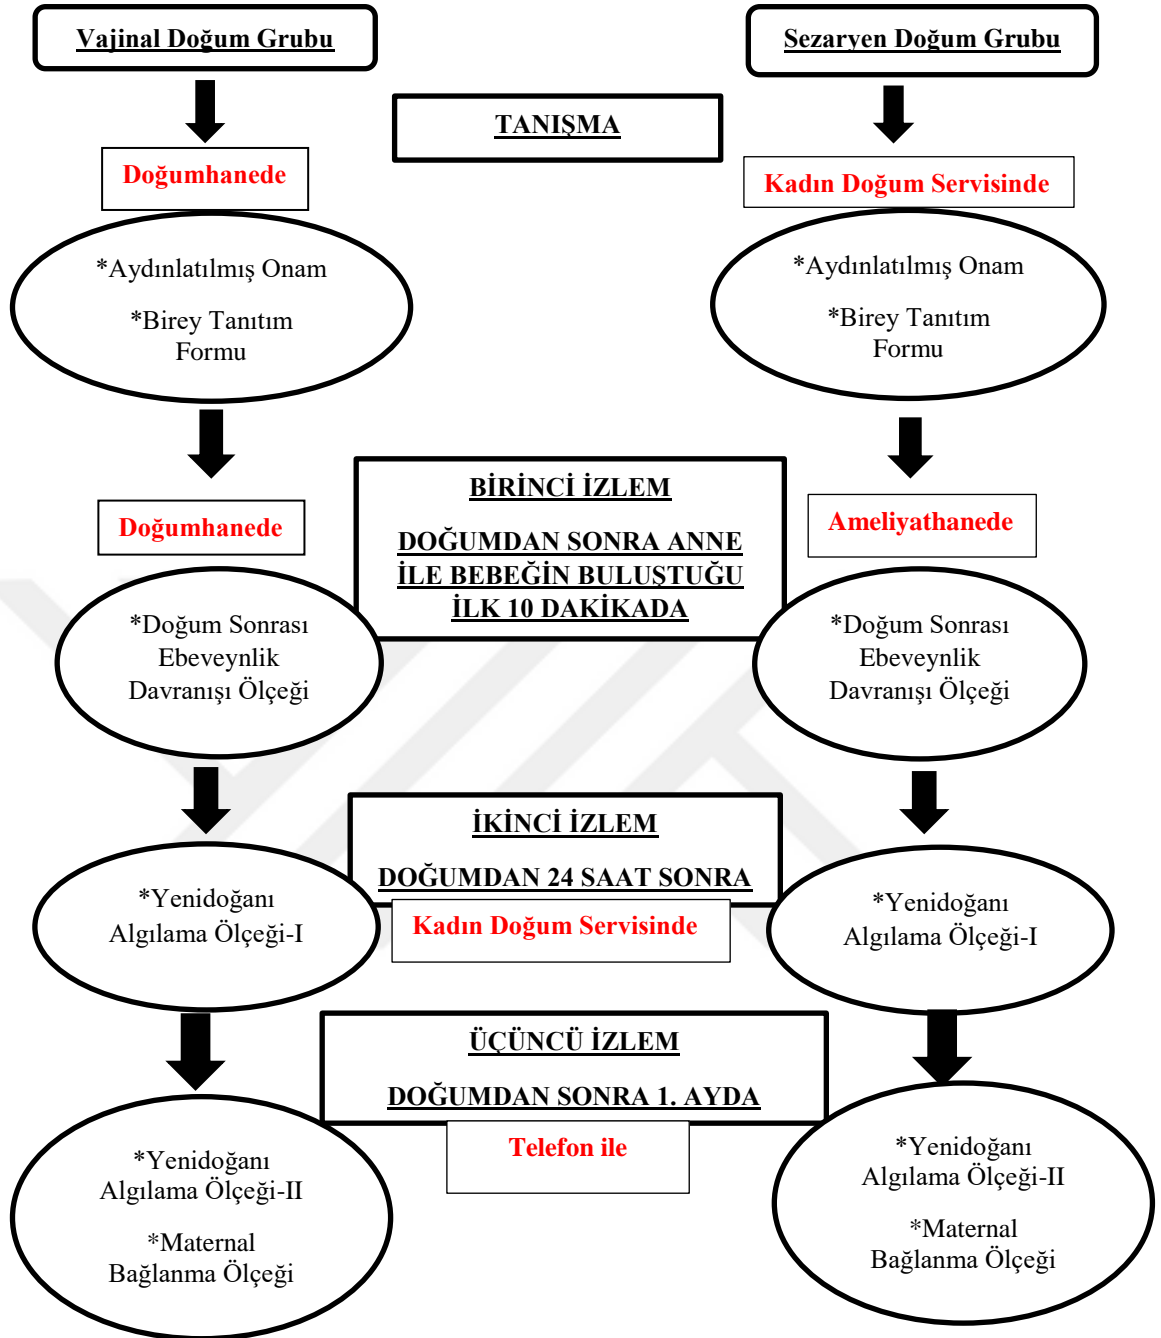 Vajinal Doğum Grubu
Sezaryen Doğum Grubu
TANIŞMA
Doğumhanede
Kadın Doğum Servisinde
*Aydınlatılmış Onam
*Birey Tanıtım
Formu
*Aydınlatılmış Onam
*Birey Tanıtım
Formu
BİRİNCİ İZLEM
DOĞUMDAN SONRA ANNE
İLE BEBEĞİN BULUŞTUĞU
İLK 10 DAKİKADA
Doğumhanede
Ameliyathanede
*Doğum Sonrası
Ebeveynlik
Davranışı Ölçeği
*Doğum Sonrası
Ebeveynlik
Davranışı Ölçeği
İKİNCİ İZLEM
DOĞUMDAN 24 SAAT SONRA
Kadın Doğum Servisinde
*Yenidoğanı
Algılama Ölçeği-I
*Yenidoğanı
Algılama Ölçeği-I
ÜÇÜNCÜ İZLEM
DOĞUMDAN SONRA 1. AYDA
Telefon ile
*Yenidoğanı
Algılama Ölçeği-II
*Maternal
Bağlanma Ölçeği
*Yenidoğanı
Algılama Ölçeği-II
*Maternal
Bağlanma Ölçeği